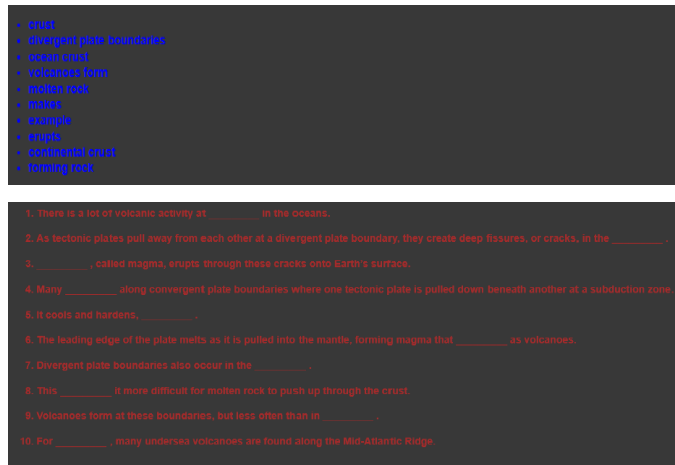 • crust
• divergent plate boundaries
• ocean crust
• volcanoes form
• molten rock
• makes
• example
• erupts
• continental crust
• forming rock
1. There is a lot of volcanic activity at _________ in the oceans.
2. As tectonic plates pull away from each other at a divergent plate boundary, they create deep fissures, or cracks, in the _________ .
3. _________ , called magma, erupts through these cracks onto Earth's surface.
4. Many _________ along convergent plate boundaries where one tectonic plate is pulled down beneath another at a subduction zone.
5. It cools and hardens, _________ .
6. The leading edge of the plate melts as it is pulled into the mantle, forming magma that _________ as volcanoes.
7. Divergent plate boundaries also occur in the _________ .
8. This _________ it more difficult for molten rock to push up through the crust.
9. Volcanoes form at these boundaries, but less often than in _________ .
10. For _________ , many undersea volcanoes are found along the Mid-Atlantic Ridge.